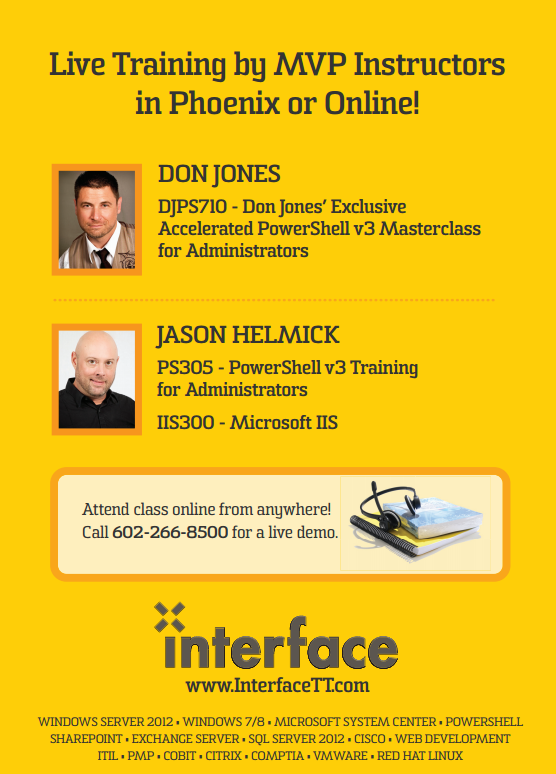 Live Training by MVP Instructors
in Phoenix or Online!
DON JONES
DJPS710 - Don Jones’ Exclusive
Accelerated PowerShell v3 Masterclass
for Administrators
JASON HELMICK
PS305 - PowerShell v3 Training
for Administrators
IIS300 - Microsoft IIS
Attend class online from anywhere!
Call 602-266-8500 for a live demo.
interface
www.InterfaceTT.com
WINDOWS SERVER 2012 ▪ WINDOWS 7/8 ▪ MICROSOFT SYSTEM CENTER ▪ POWERSHELL
SHAREPOINT ▪ EXCHANGE SERVER ▪ SQL SERVER 2012 ▪ CISCO ▪ WEB DEVELOPMENT
ITIL ▪ PMP ▪ COBIT ▪ CITRIX ▪ COMPTIA ▪ VMWARE ▪ RED HAT LINUX